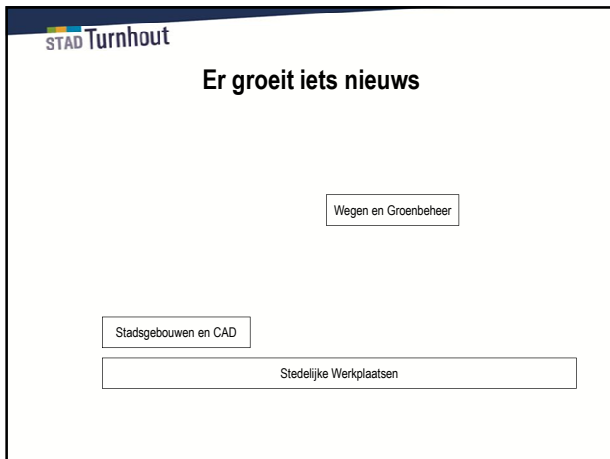 STAD Turnhout
Er groeit iets nieuws
Wegen en Groenbeheer
Stadsgebouwen en CAD
Stedelijke Werkplaatsen